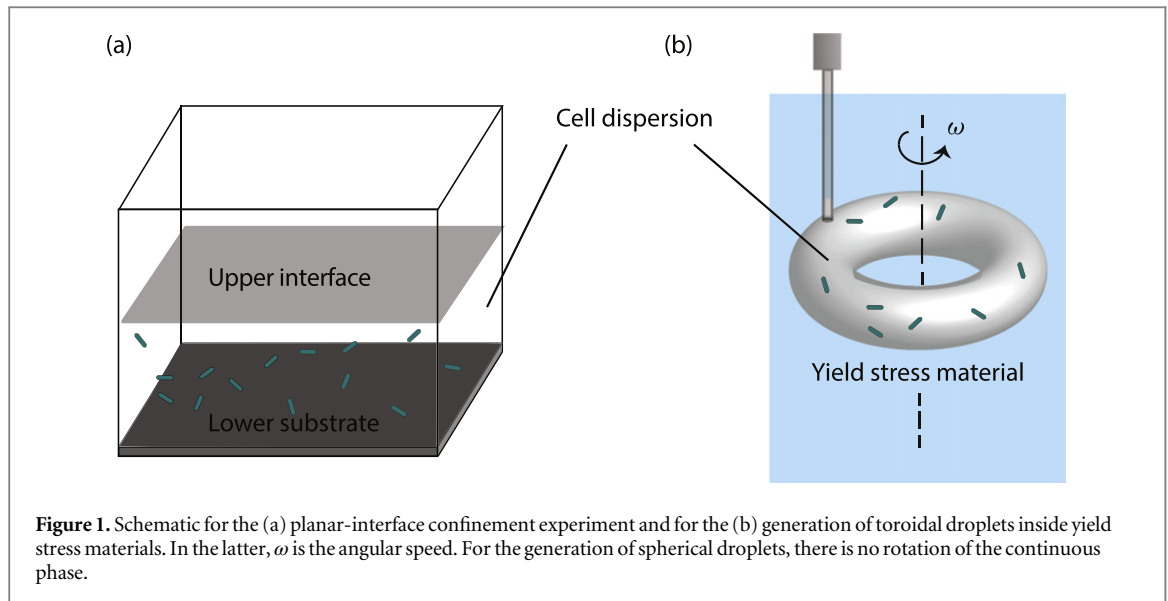 (a)
(b)
Cell dispersion
ω
Upper interface
Lower substrate
Yield stress material
Figure 1. Schematic for the (a) planar-interface confinement experiment and for the (b) generation of toroidal droplets inside yield
stress materials. In the latter, ω is the angular speed. For the generation of spherical droplets, there is no rotation of the continuous
phase.